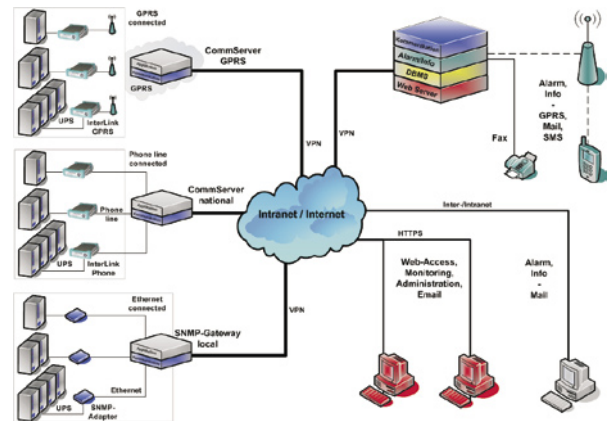 GPRS
connected
UPS
InterLink
GPRS
GPRS
CommServer
GPRS
VPN
Communication
Alarm/Info
DBMS
Web Server
VPN
Fax
Alarm,
Info
-
GPRS,
Mail,
SMS
Phone line
connected
Phone
line
UPS
InterLink
Phone
CommServer
national
Intranet / Internet
Inter-/Intranet
HTTPS
Web-Access,
Monitoring,
Administration,
Email
Alarm,
Info
-
Mail
Ethernet
connected
Ethernet
UPS
SNMP-
Adapter
SNMP-Gateway
local
VPN